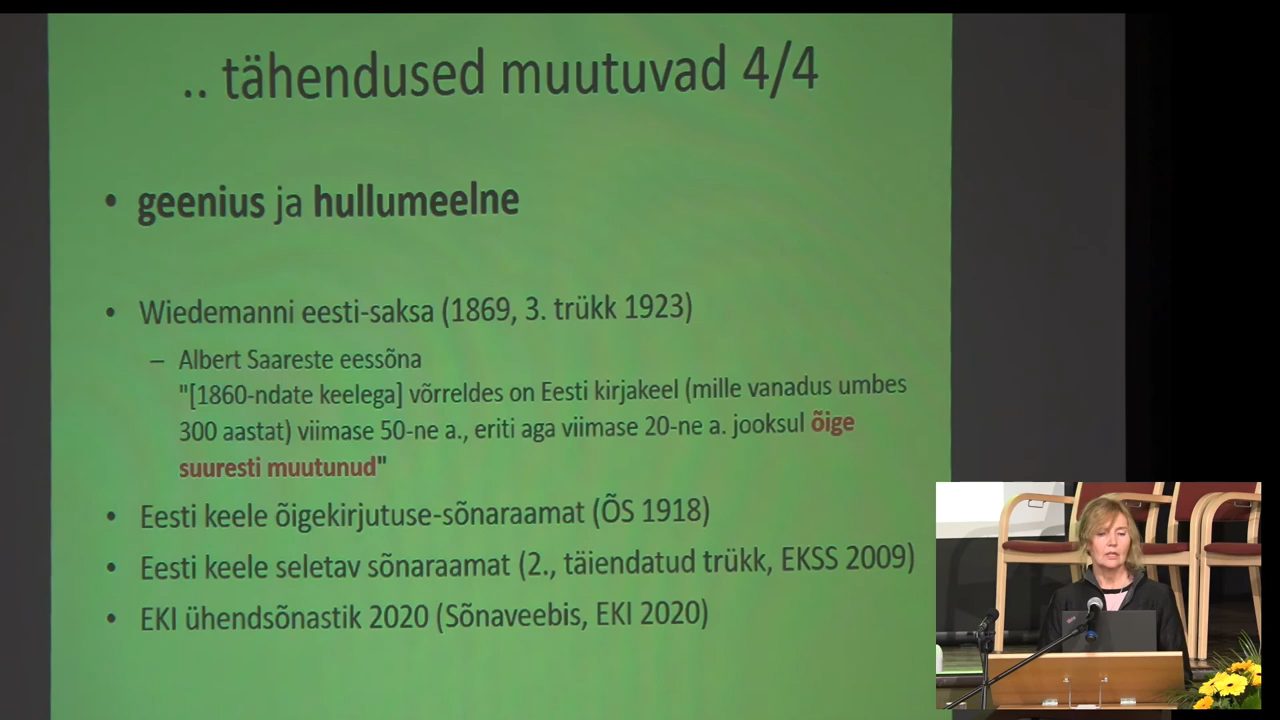 .. tähendused muutuvad 4/4
• geenius ja hullumeelne
• Wiedemanni eesti-saksa (1869, 3. trükk 1923)
– Albert Saareste eessõna
"[1860-ndate keelega] võrreldes on Eesti kirjakeel (mille vanadus umbes
300 aastat) viimase 50-ne a., eriti aga viimase 20-ne a. jooksul õige
suuresti muutunud"
• Eesti keele õigekirjutuse-sõnaraamat (ÕS 1918)
• Eesti keele seletav sõnaraamat (2., täiendatud trükk, EKSS 2009)
• EKI ühendsõnastik 2020 (Sõnaveebis, EKI 2020)